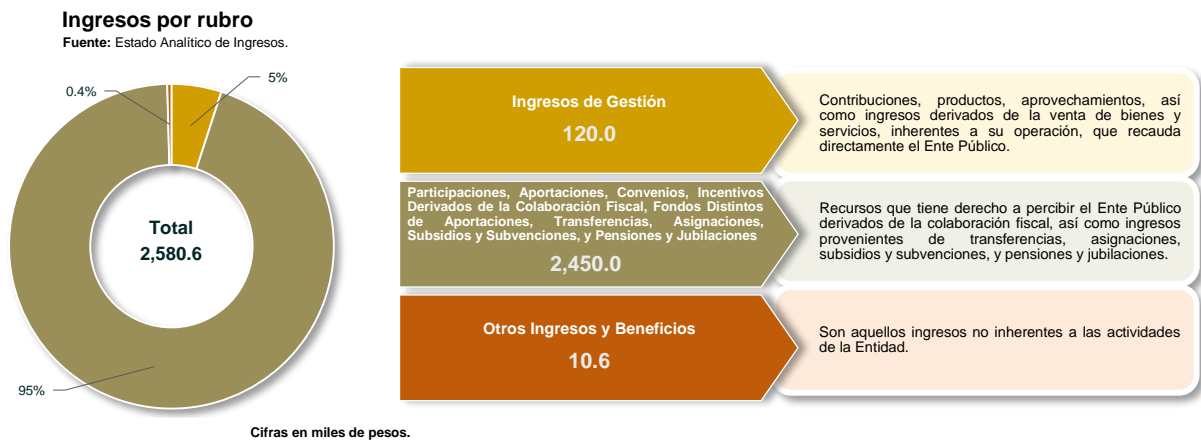 Ingresos por rubro
Fuente: Estado Analítico de Ingresos.
5%
0.4%
Total
2,580.6
95%
Ingresos de Gestión
120.0
Contribuciones, productos, aprovechamientos, así
como ingresos derivados de la venta de bienes y
servicios, inherentes a su operación, que recauda
directamente el Ente Público.
Participaciones, Aportaciones, Convenios, Incentivos
Derivados de la Colaboración Fiscal, Fondos Distintos
de Aportaciones, Transferencias, Asignaciones,
Subsidios y Subvenciones, y Pensiones y Jubilaciones
2,450.0
Recursos que tiene derecho a percibir el Ente Público
derivados de la colaboración fiscal, así como ingresos
provenientes de transferencias, asignaciones,
subsidios y subvenciones, y pensiones y jubilaciones.
Otros Ingresos y Beneficios
10.6
Son aquellos ingresos no inherentes a las actividades
de la Entidad.
Cifras en miles de pesos.